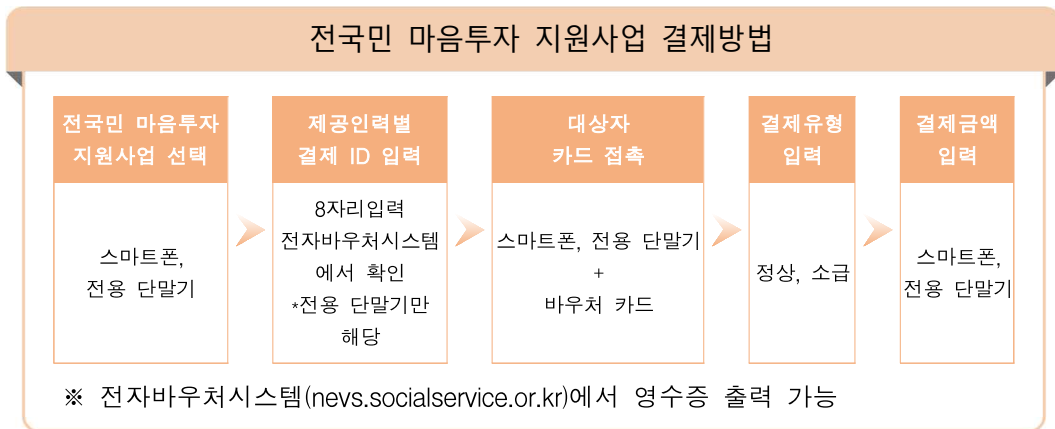 전국민 마음투자 지원사업 결제방법
전국민 마음투자
지원사업 선택
스마트폰,
전용 단말기
제공인력별
결제 ID 입력
8자리입력
전자바우처시스템
에서 확인
*전용 단말기만
해당
대상자
카드 접촉
스마트폰, 전용 단말기
+
바우처 카드
결제유형
입력
정상, 소급
결제금액
입력
스마트폰,
전용 단말기
※ 전자바우처시스템(nevs.socialservice.or.kr)에서 영수증 출력 가능